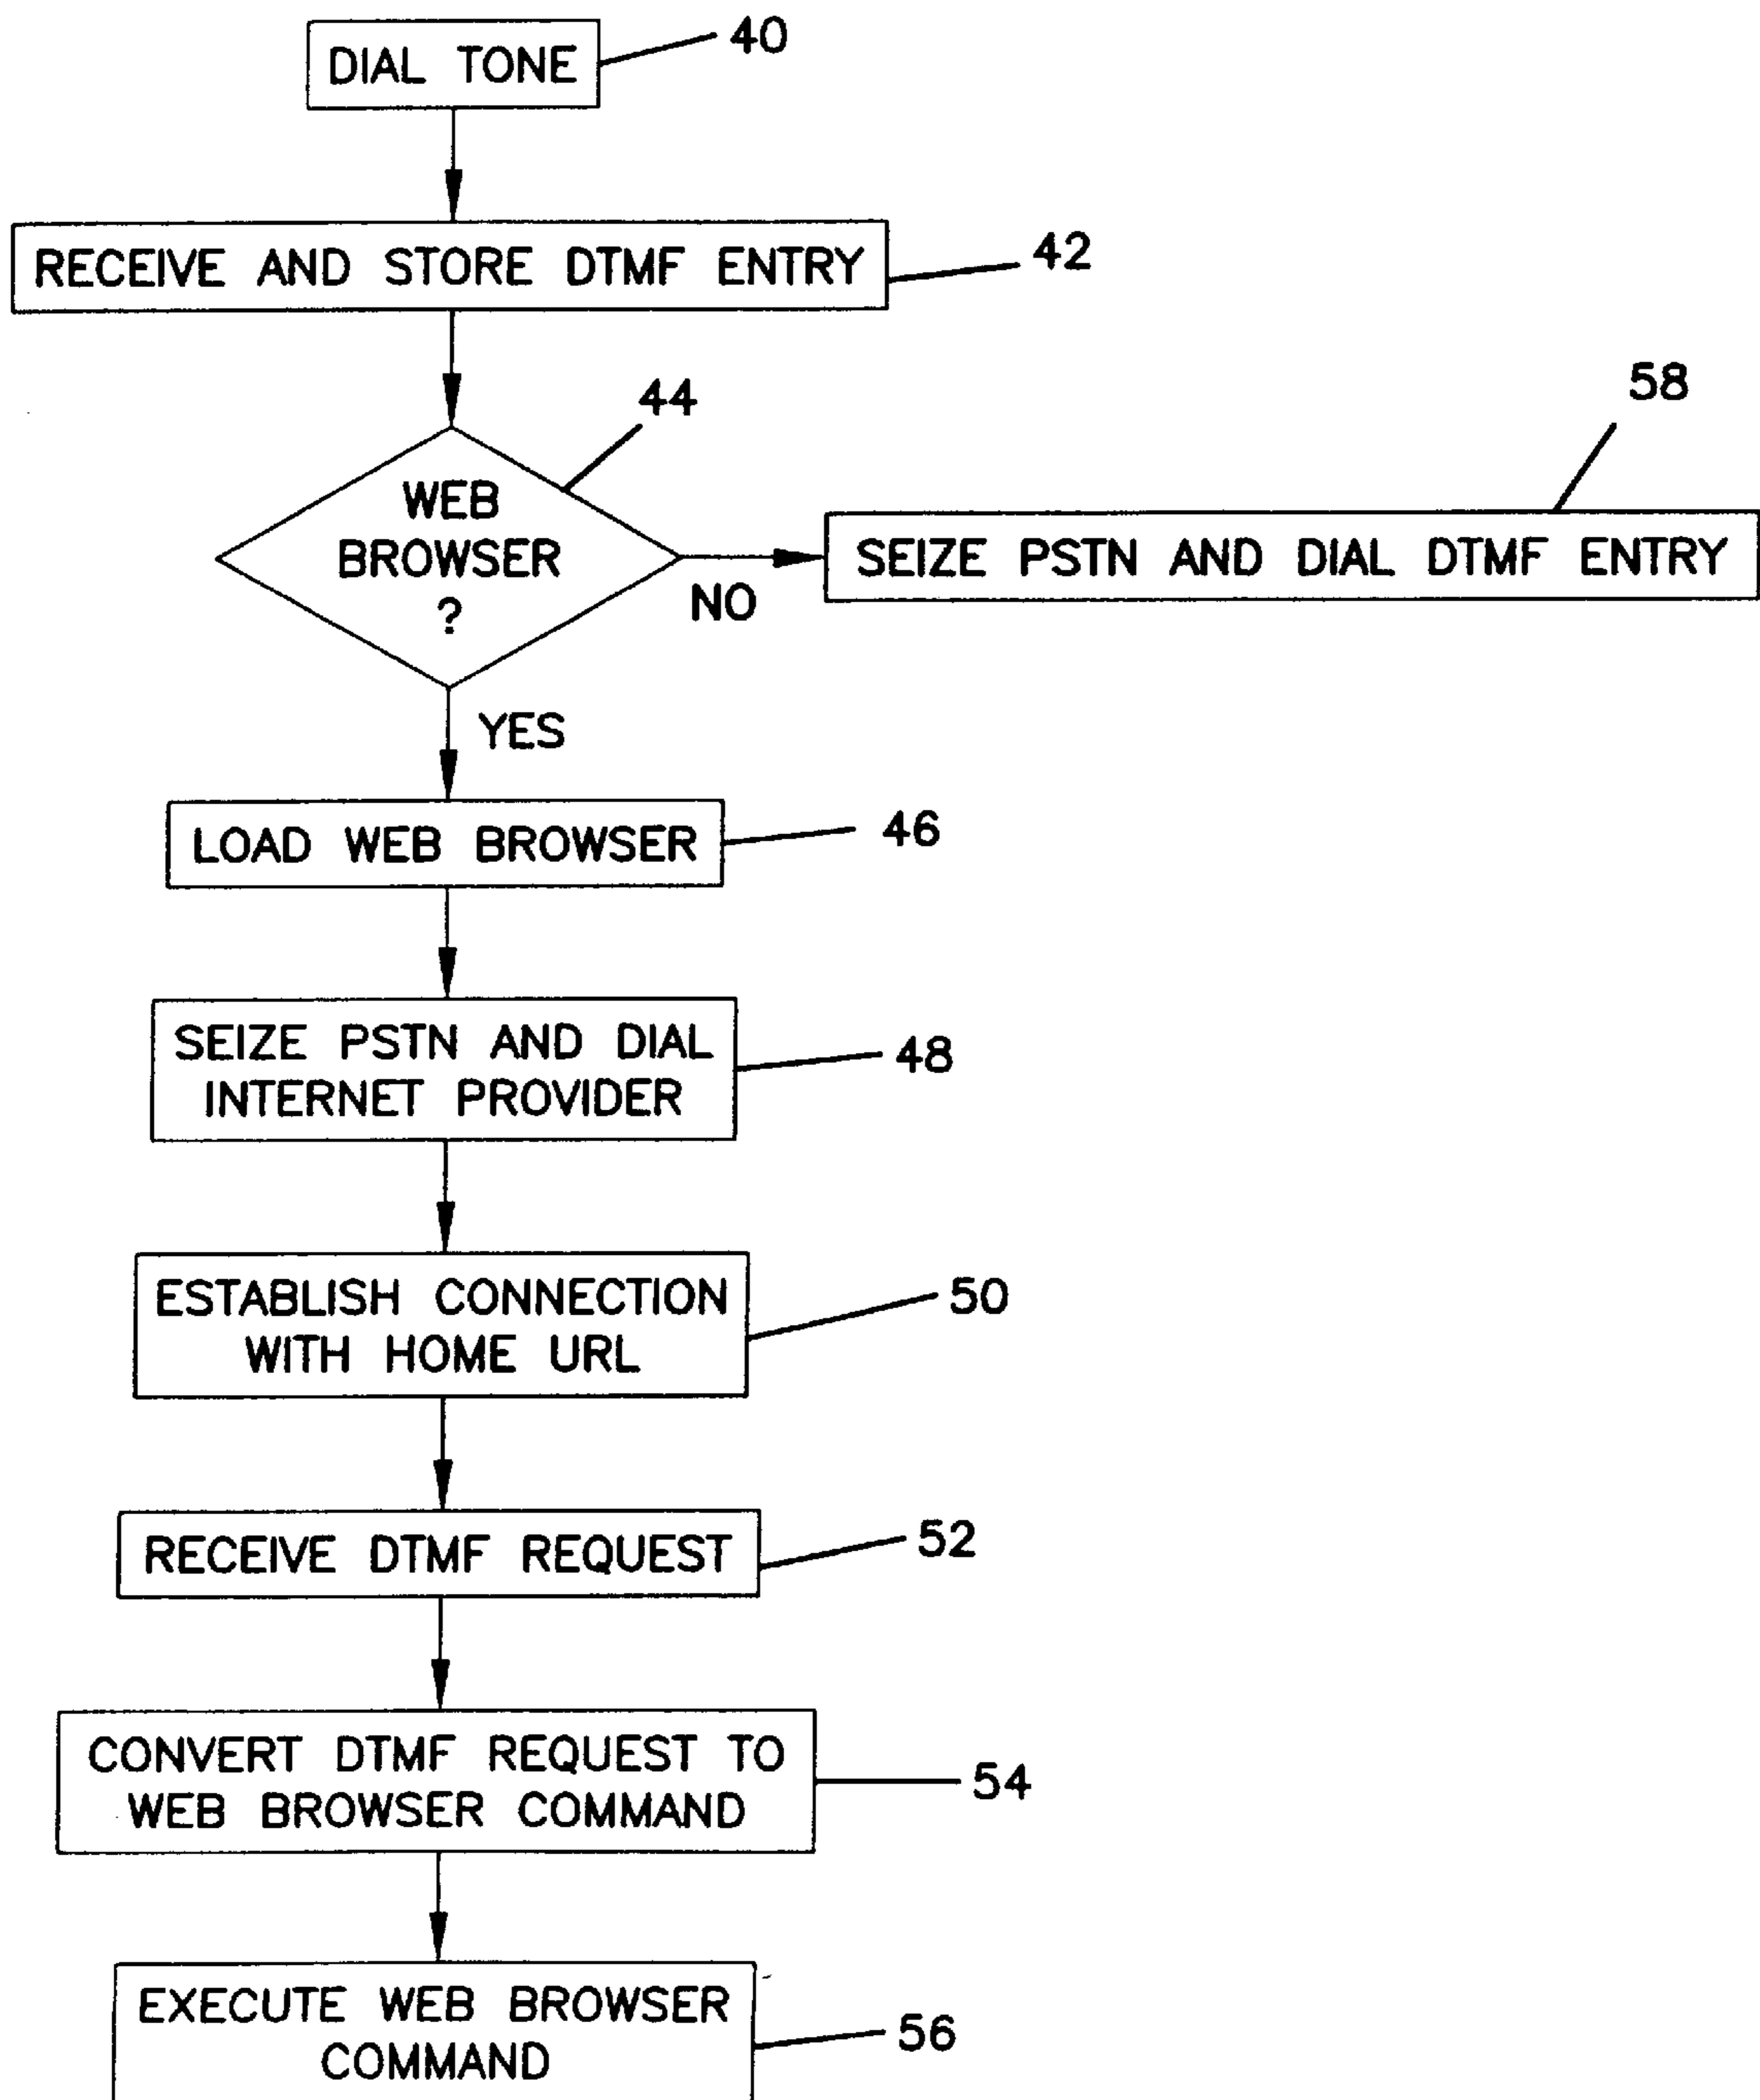 DIAL TONE
40
RECEIVE AND STORE DTMF ENTRY
42
44
WEB
BROWSER
?
58
NO
SEIZE PSTN AND DIAL DTMF ENTRY
YES
LOAD WEB BROWSER
46
SEIZE PSTN AND DIAL
INTERNET PROVIDER
48
ESTABLISH CONNECTION
WITH HOME URL
50
RECEIVE DTMF REQUEST
52
CONVERT DTMF REQUEST TO
WEB BROWSER COMMAND
54
EXECUTE WEB BROWSER
COMMAND
56